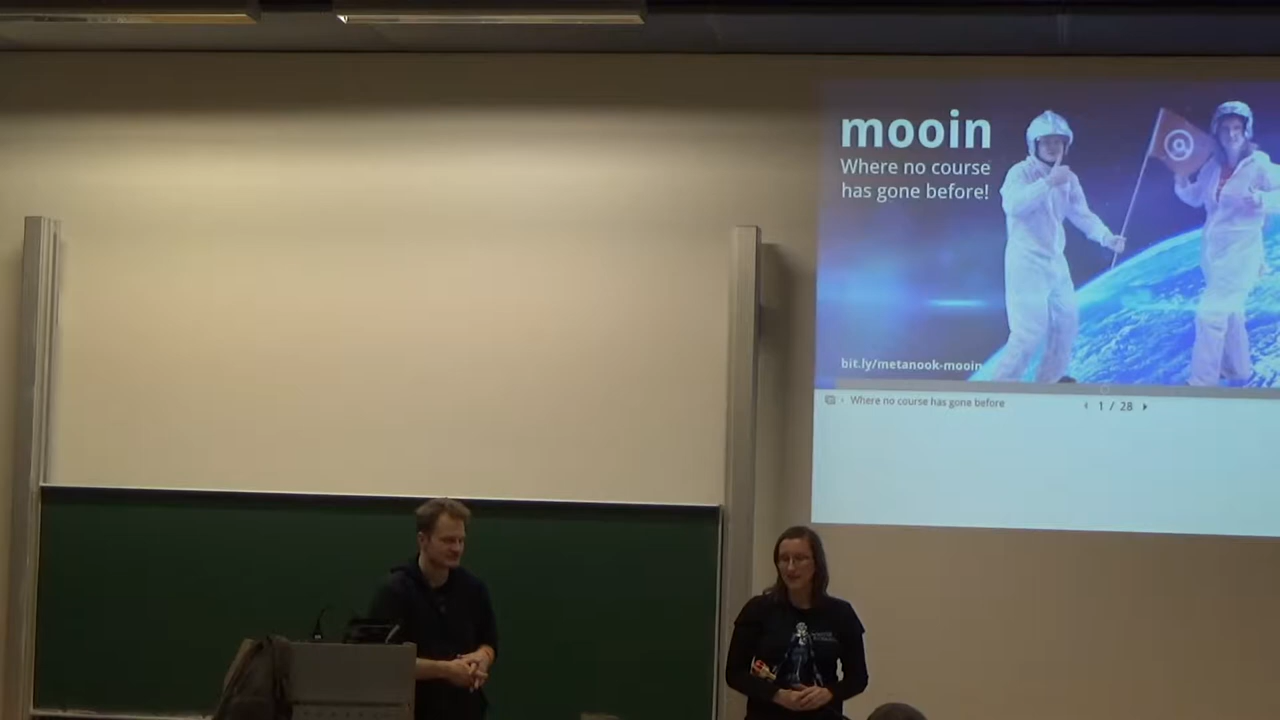 mooin
Where no course
has gone before!
@
bit.ly/metanook-mooin
Where no course has gone before
1 / 28